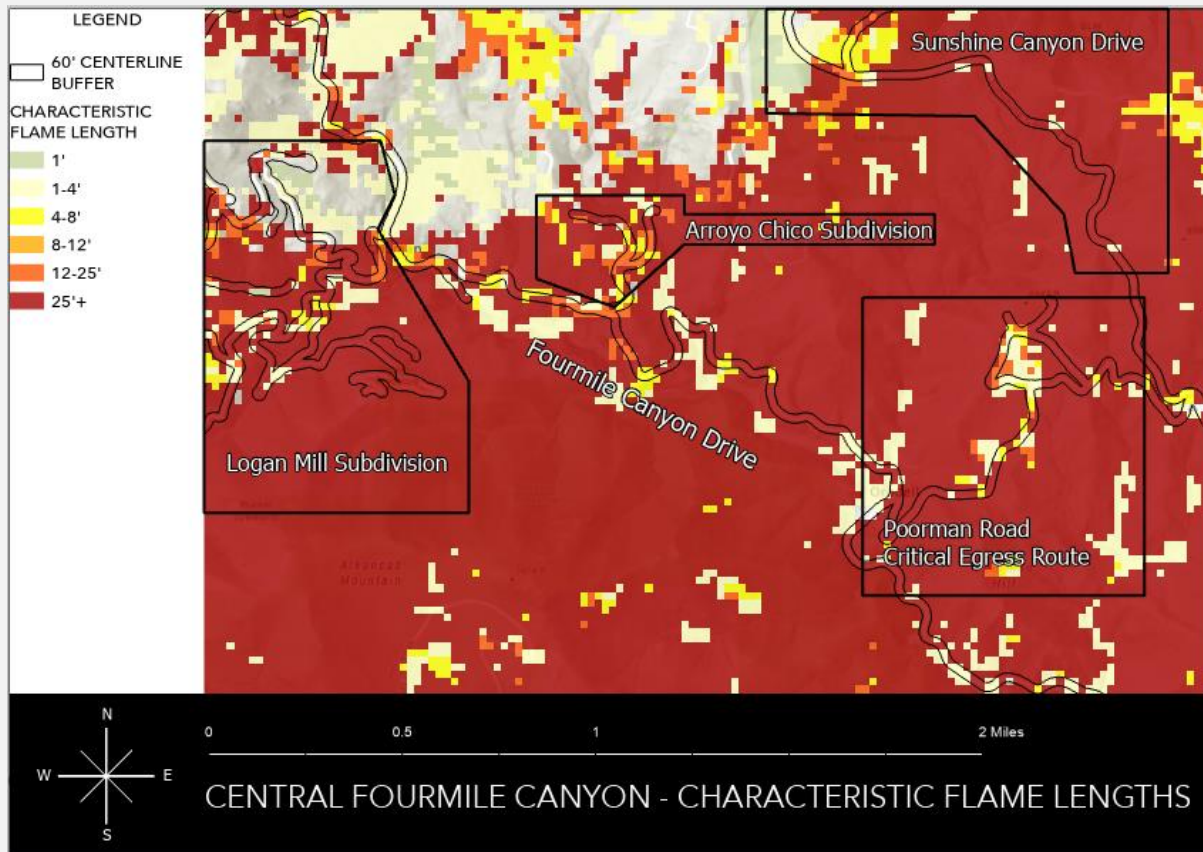 LEGEND
60' CENTERLINE
BUFFER
CHARACTERISTIC
FLAME LENGTH
1'
1-4'
4-8'
8-12'
12-25'
25'+
Sunshine Canyon Drive
Arroyo Chico Subdivision
Fourmile Canyon Drive
Logan Mill Subdivision
Poorman Road
Critical Egress Route
Arkansas
Mountain
N
W
E
S
0
0.5
1
2 Miles
CENTRAL FOURMILE CANYON - CHARACTERISTIC FLAME LENGTHS